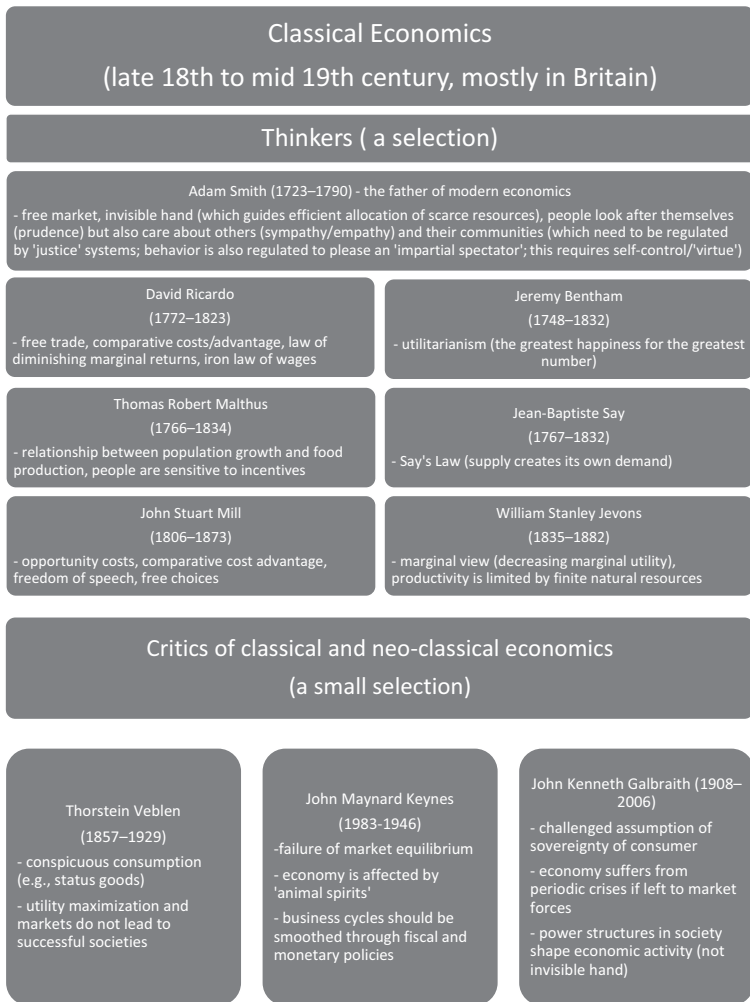 Classical Economics
(late 18th to mid 19th century, mostly in Britain)
Thinkers ( a selection)
Adam Smith (1723–1790) - the father of modern economics
- free market, invisible hand (which guides efficient allocation of scarce resources), people look after themselves
(prudence) but also care about others (sympathy/empathy) and their communities (which need to be regulated
by 'justice' systems; behavior is also regulated to please an 'impartial spectator'; this requires self-control/'virtue')
David Ricardo
(1772–1823)
- free trade, comparative costs/advantage, law of
diminishing marginal returns, iron law of wages
Jeremy Bentham
(1748–1832)
- utilitarianism (the greatest happiness for the greatest
number)
Thomas Robert Malthus
(1766–1834)
- relationship between population growth and food
production, people are sensitive to incentives
Jean-Baptiste Say
(1767–1832)
- Say's Law (supply creates its own demand)
John Stuart Mill
(1806–1873)
- opportunity costs, comparative cost advantage,
freedom of speech, free choices
William Stanley Jevons
(1835–1882)
- marginal view (decreasing marginal utility),
productivity is limited by finite natural resources
Critics of classical and neo-classical economics
(a small selection)
Thorstein Veblen
(1857–1929)
- conspicuous consumption
(e.g., status goods)
- utility maximization and
markets do not lead to
successful societies
John Maynard Keynes
(1983-1946)
-failure of market equilibrium
- economy is affected by
'animal spirits'
- business cycles should be
smoothed through fiscal and
monetary policies
John Kenneth Galbraith (1908–
2006)
- challenged assumption of
sovereignty of consumer
- economy suffers from
periodic crises if left to market
forces
- power structures in society
shape economic activity (not
invisible hand)